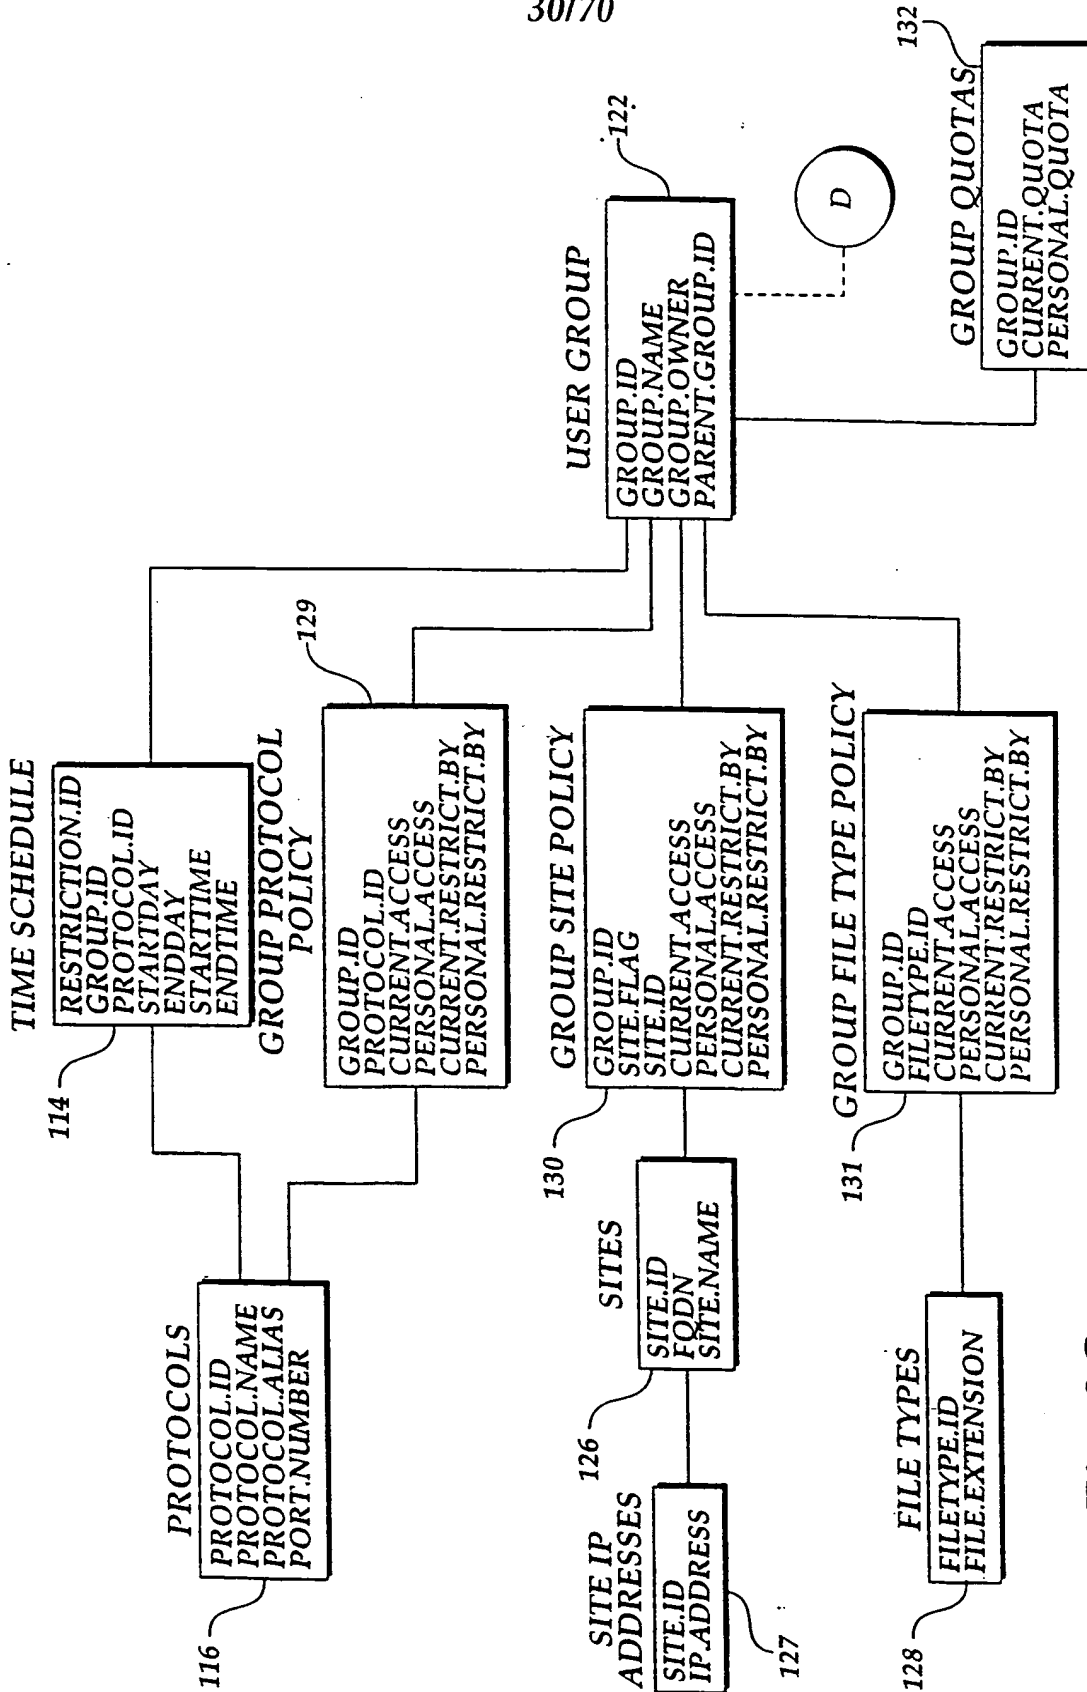 30/70
PROTOCOLS
PROTOCOL.ID
PROTOCOL.NAME
PROTOCOL.ALIAS
PORT.NUMBER
116
TIME SCHEDULE
RESTRICTION.ID
GROUP.ID
PROTOCOL.ID
STARTDAY
ENDDAY
STARTTIME
ENDTIME
114
GROUP PROTOCOL
POLICY
GROUP.ID
PROTOCOL.ID
CURRENT.ACCESS
PERSONAL.ACCESS
CURRENT.RESTRICT.BY
PERSONAL.RESTRICT.BY
129
SITE IP
ADDRESSES
SITE.ID
IP.ADDRESS
127
SITES
SITE.ID
FQDN
SITE.NAME
126
GROUP SITE POLICY
GROUP.ID
SITE.FLAG
SITE.ID
CURRENT.ACCESS
PERSONAL.ACCESS
CURRENT.RESTRICT.BY
PERSONAL.RESTRICT.BY
130
USER GROUP
GROUP.ID
GROUP.NAME
GROUP.OWNER
PARENT.GROUP.ID
122
D
FILE TYPES
FILETYPE.ID
FILE.EXTENSION
128
GROUP FILE TYPE POLICY
GROUP.ID
FILETYPE.ID
CURRENT.ACCESS
PERSONAL.ACCESS
CURRENT.RESTRICT.BY
PERSONAL.RESTRICT.BY
131
GROUP QUOTAS
GROUP.ID
CURRENT.QUOTA
PERSONAL.QUOTA
132